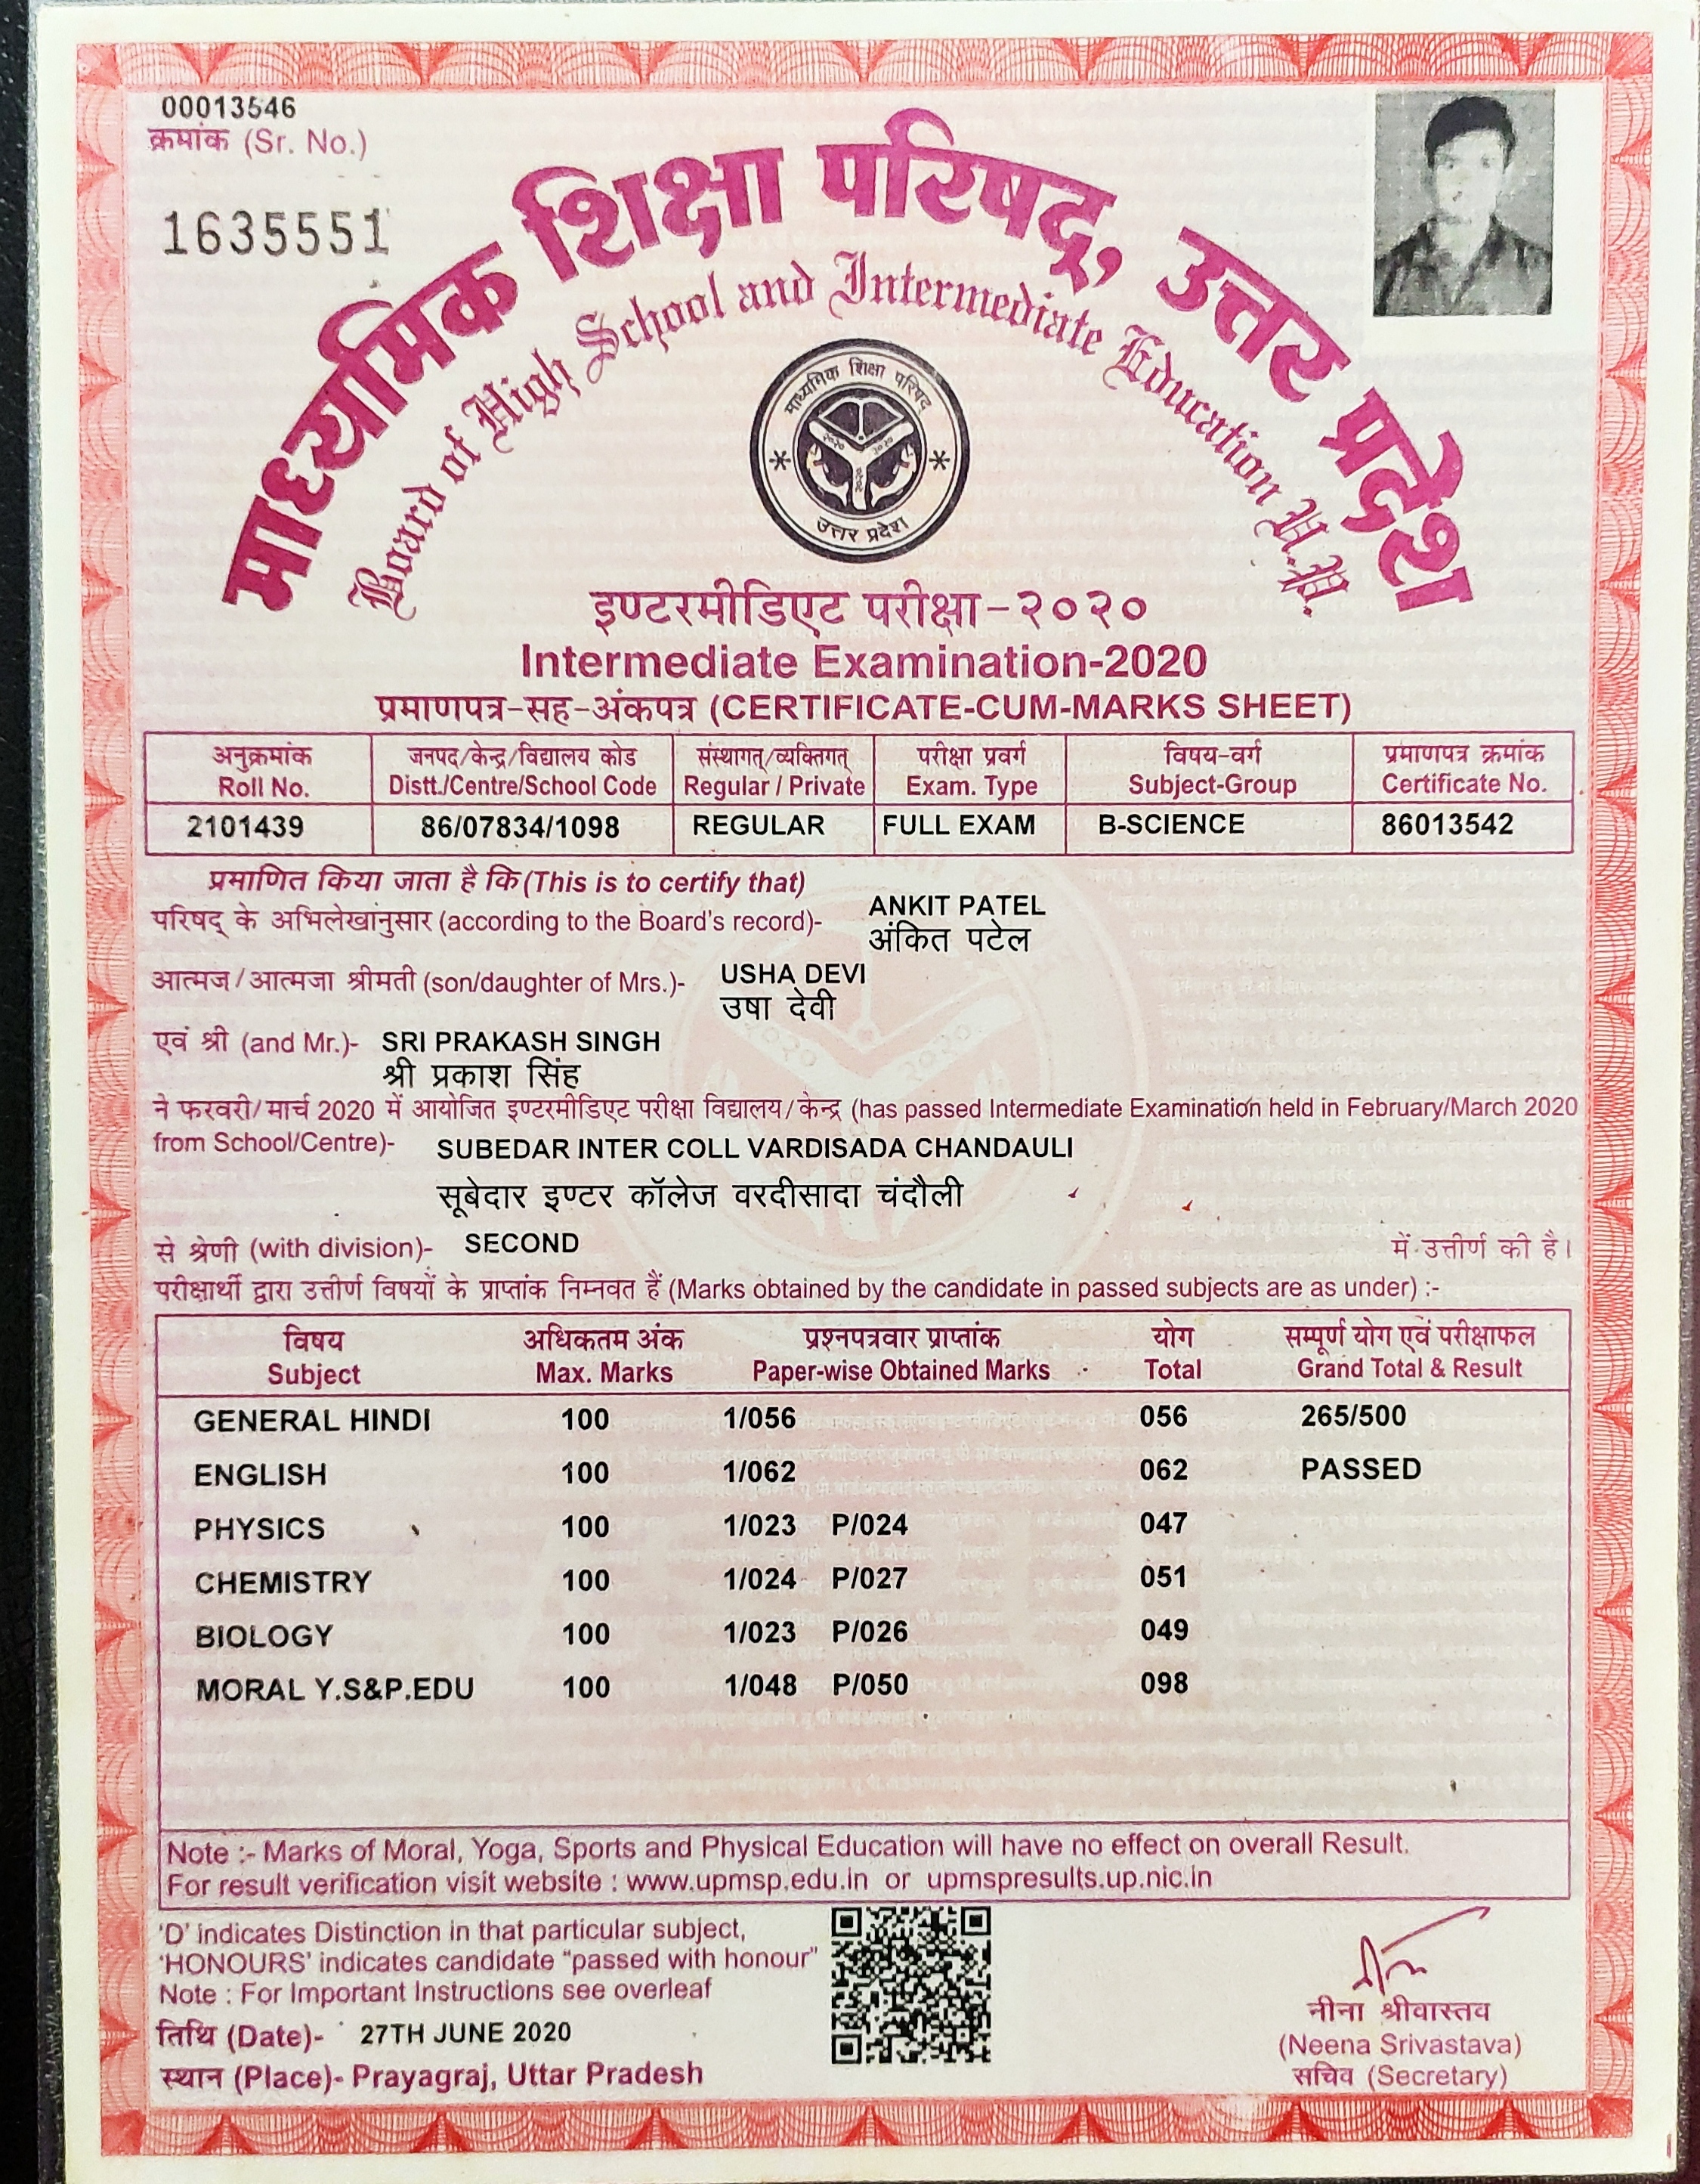 00013546
क्रमांक (Sr. No.)
1635551
माध्यमिक शिक्षा परिषद्, उत्तर प्रदेश
Board of High School and Intermediate Education U.P.
माध्यमिक शिक्षा परिषद्
२०२० २०२०
२०२०
उत्तर प्रदेश
इण्टरमीडिएट परीक्षा-२०२०
Intermediate Examination-2020
प्रमाणपत्र-सह-अंकपत्र (CERTIFICATE-CUM-MARKS SHEET)
अनुक्रमांक जनपद/केन्द्र/विद्यालय कोड संस्थागत्/व्यक्तिगत् परीक्षा प्रवर्ग विषय-वर्ग प्रमाणपत्र क्रमांक
Roll No. Distt./Centre/School Code Regular / Private Exam. Type Subject-Group Certificate No.
2101439 86/07834/1098 REGULAR FULL EXAM B-SCIENCE 86013542
प्रमाणित किया जाता है कि (This is to certify that)
परिषद् के अभिलेखानुसार (according to the Board's record)- ANKIT PATEL
अंकित पटेल
आत्मज/आत्मजा श्रीमती (son/daughter of Mrs.)- USHA DEVI
उषा देवी
एवं श्री (and Mr.)- SRI PRAKASH SINGH
श्री प्रकाश सिंह
ने फरवरी/मार्च 2020 में आयोजित इण्टरमीडिएट परीक्षा विद्यालय/केन्द्र (has passed Intermediate Examination held in February/March 2020
from School/Centre)- SUBEDAR INTER COLL VARDISADA CHANDAULI
सूबेदार इण्टर कॉलेज वरदीसादा चंदौली
से श्रेणी (with division)- SECOND में उत्तीर्ण की है।
परीक्षार्थी द्वारा उत्तीर्ण विषयों के प्राप्तांक निम्नवत हैं (Marks obtained by the candidate in passed subjects are as under) :-
विषय अधिकतम अंक प्रश्नपत्रवार प्राप्तांक योग सम्पूर्ण योग एवं परीक्षाफल
Subject Max. Marks Paper-wise Obtained Marks Total Grand Total & Result
GENERAL HINDI 100 1/056 056 265/500
ENGLISH 100 1/062 062 PASSED
PHYSICS 100 1/023 P/024 047
CHEMISTRY 100 1/024 P/027 051
BIOLOGY 100 1/023 P/026 049
MORAL Y.S&P.EDU 100 1/048 P/050 098
Note :- Marks of Moral, Yoga, Sports and Physical Education will have no effect on overall Result.
For result verification visit website : www.upmsp.edu.in or upmspresults.up.nic.in
'D' indicates Distinction in that particular subject,
'HONOURS' indicates candidate "passed with honour"
Note : For Important Instructions see overleaf
तिथि (Date)- 27TH JUNE 2020
स्थान (Place)- Prayagraj, Uttar Pradesh
नीना श्रीवास्तव
(Neena Srivastava)
सचिव (Secretary)